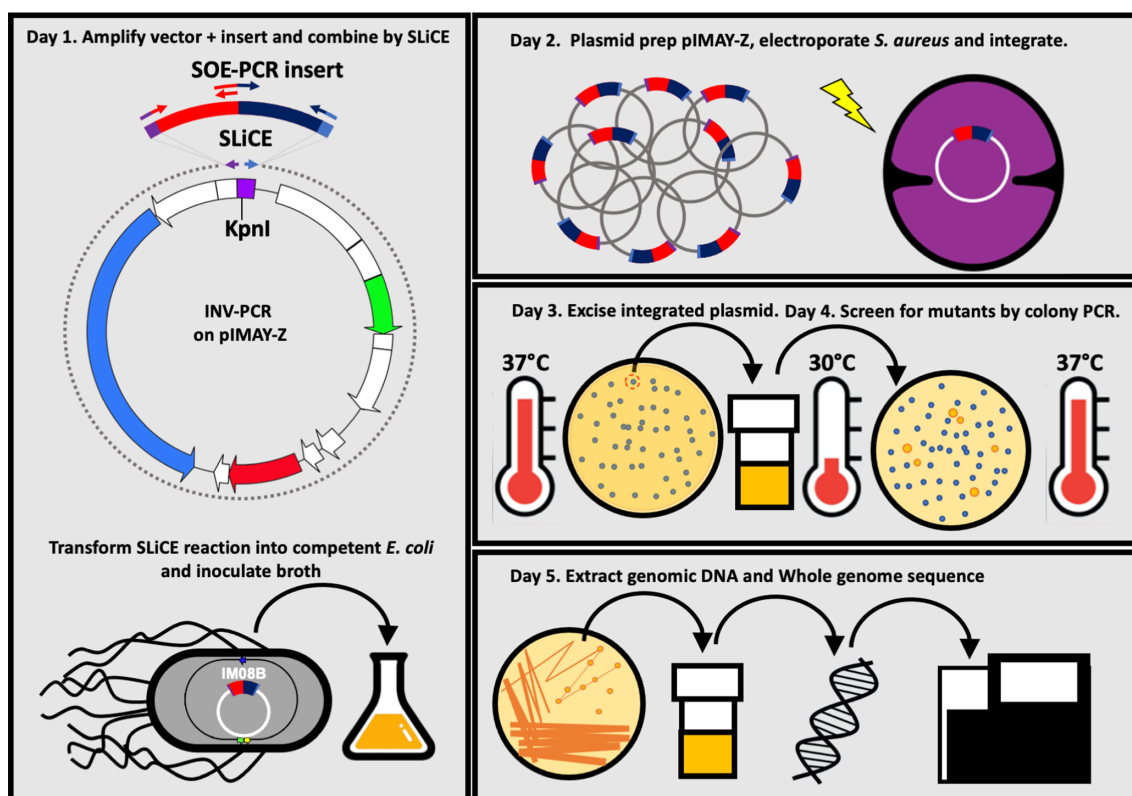 Day 1. Amplify vector + insert and combine by SLiCE
SOE-PCR insert
SLiCE
KpnI
INV-PCR
on pIMAY-Z
Transform SLiCE reaction into competent E. coli
and inoculate broth
IM08B
Day 2. Plasmid prep pIMAY-Z, electroporate S. aureus and integrate.
Day 3. Excise integrated plasmid. Day 4. Screen for mutants by colony PCR.
37°C
30°C
37°C
Day 5. Extract genomic DNA and Whole genome sequence